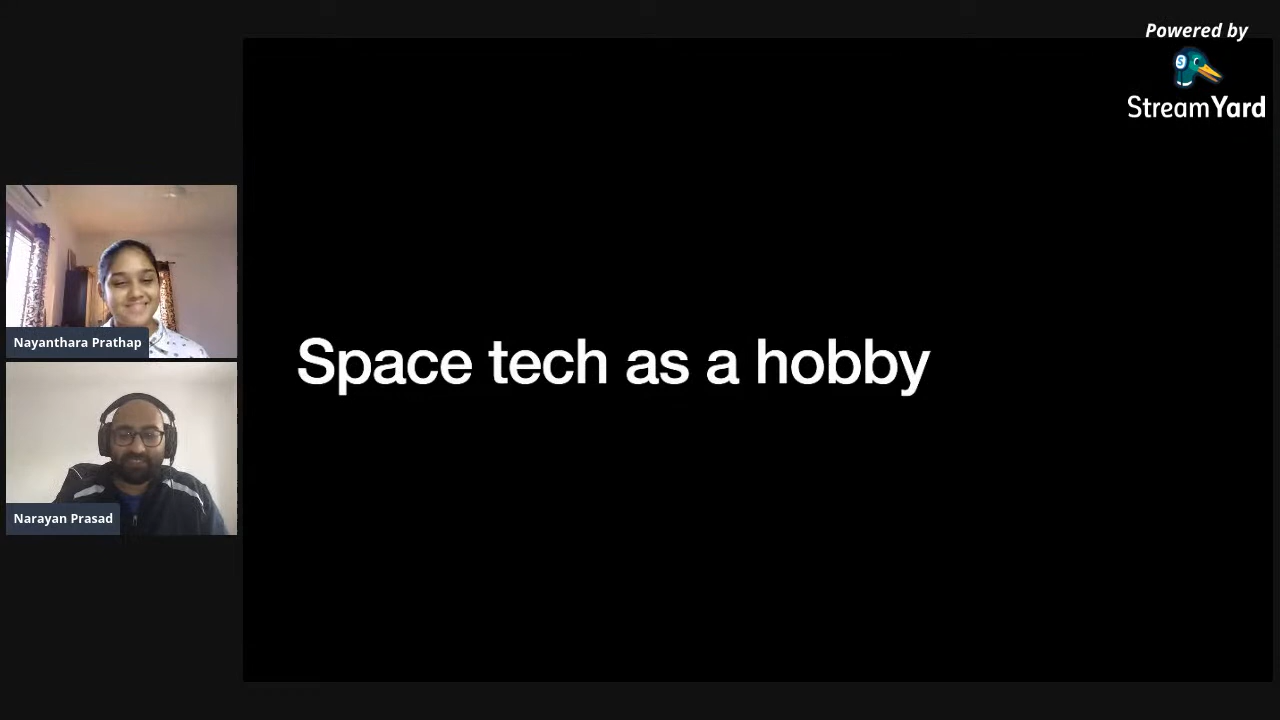 Powered by
StreamYard
Nayanthara Prathap
Space tech as a hobby
Narayan Prasad